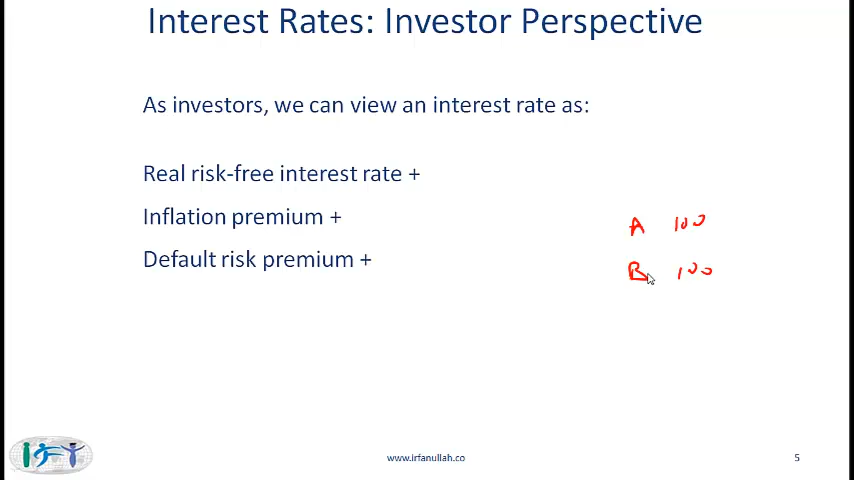 Interest Rates: Investor Perspective
As investors, we can view an interest rate as:
Real risk-free interest rate +
Inflation premium +
A 100
Default risk premium +
B 100
IFT
www.irfanullah.co
5